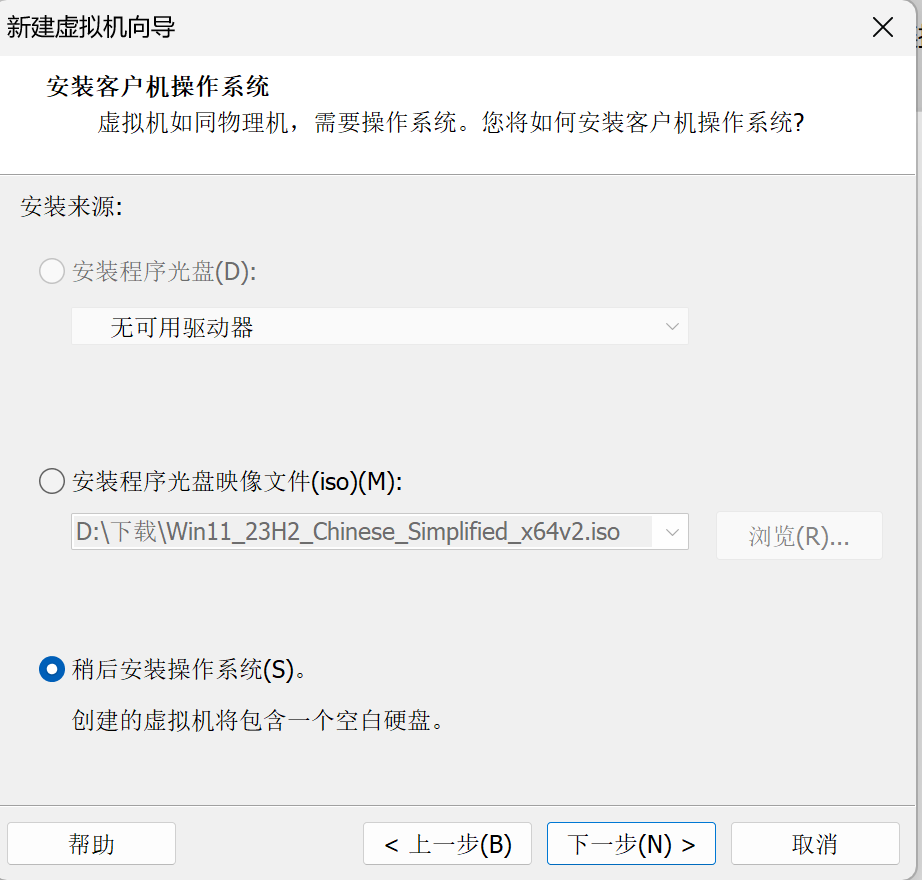 新建虚拟机向导
安装客户机操作系统
虚拟机如同物理机，需要操作系统。您将如何安装客户机操作系统?
安装来源:
安装程序光盘(D):
无可用驱动器
安装程序光盘映像文件(iso)(M):
D:\下载\Win11_23H2_Chinese_Simplified_x64v2.iso
浏览(R)...
稍后安装操作系统(S)。
创建的虚拟机将包含一个空白硬盘。
帮助
< 上一步(B)
下一步(N) >
取消